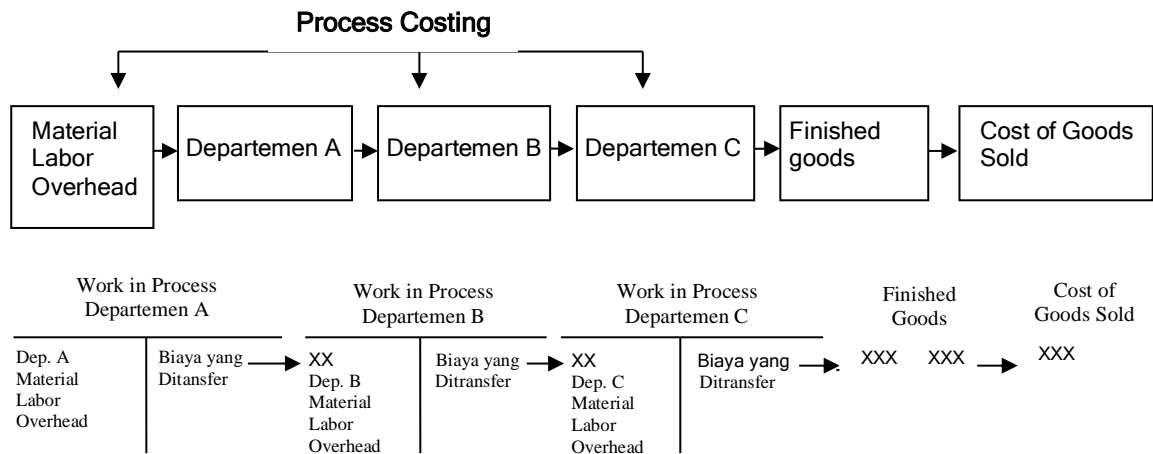 Process Costing
Material
Labor
Overhead
Departemen A
Departemen B
Departemen C
Finished
goods
Cost of Goods
Sold
Work in Process
Departemen A
Work in Process
Departemen B
Work in Process
Departemen C
Finished
Goods
Cost of
Goods Sold
Dep. A
Material
Labor
Overhead
Biaya yang
Ditansfer
XX
Dep. B
Material
Labor
Overhead
Biaya yang
Ditransfer
XX
Dep. C
Material
Labor
Overhead
Biaya yang
Ditransfer
XXX XXX
XXX